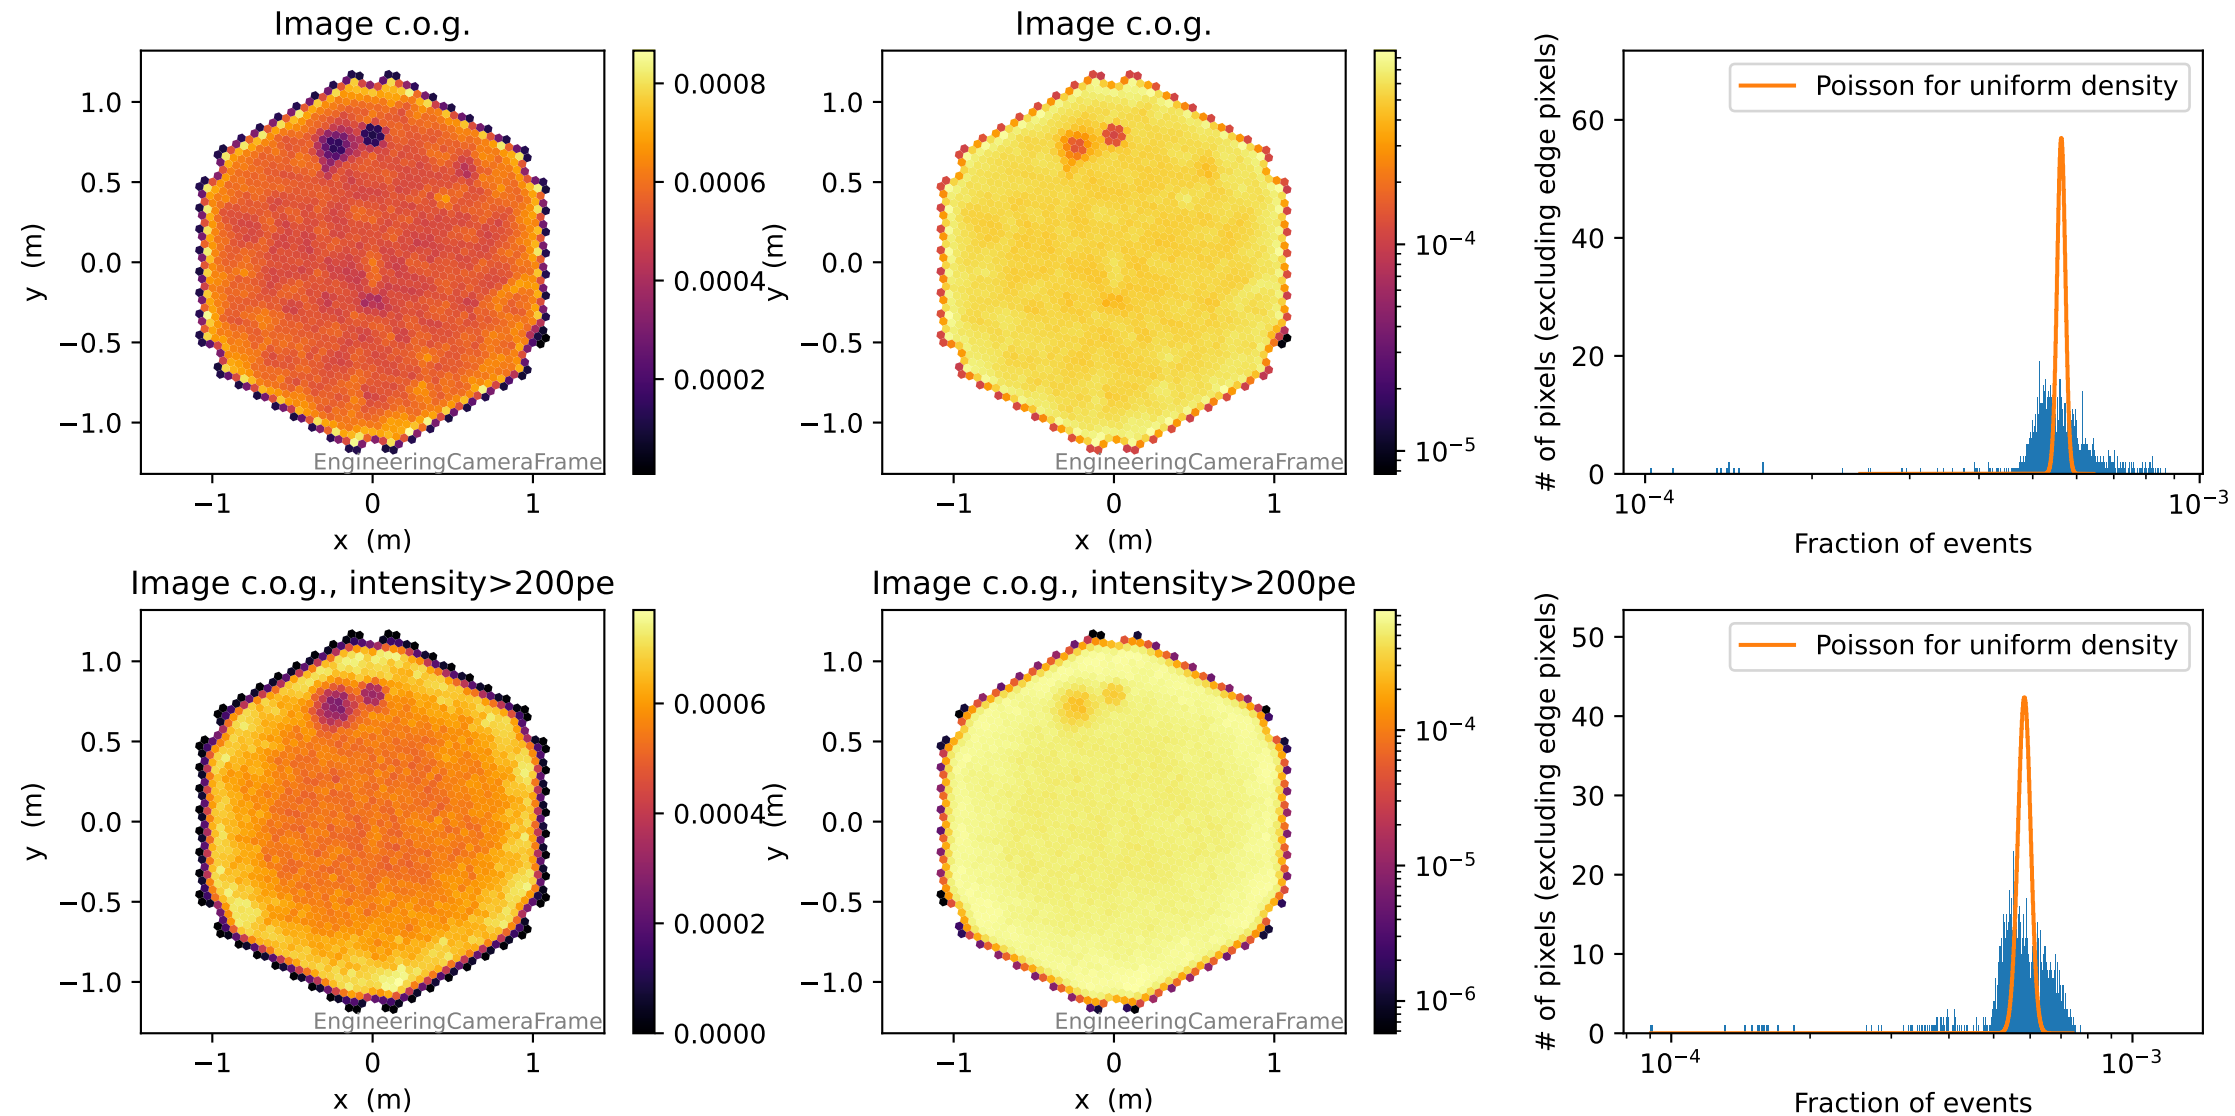 Image c.o.g.
1.0
0.5
0.0
−0.5
−1.0
y (m)
−1
0
1
x (m)
EngineeringCameraFrame
0.0008
0.0006
0.0004
0.0002
Image c.o.g.
1.0
0.5
0.0
−0.5
−1.0
y (m)
−1
0
1
x (m)
EngineeringCameraFrame
10⁻⁴
10⁻⁵
Poisson for uniform density
# of pixels (excluding edge pixels)
60
40
20
0
10⁻⁴
10⁻³
Fraction of events
Image c.o.g., intensity>200pe
1.0
0.5
0.0
−0.5
−1.0
y (m)
−1
0
1
x (m)
EngineeringCameraFrame
0.0006
0.0004
0.0002
0.0000
Image c.o.g., intensity>200pe
1.0
0.5
0.0
−0.5
−1.0
y (m)
−1
0
1
x (m)
EngineeringCameraFrame
10⁻⁴
10⁻⁵
10⁻⁶
Poisson for uniform density
# of pixels (excluding edge pixels)
50
40
30
20
10
0
10⁻⁴
10⁻³
Fraction of events